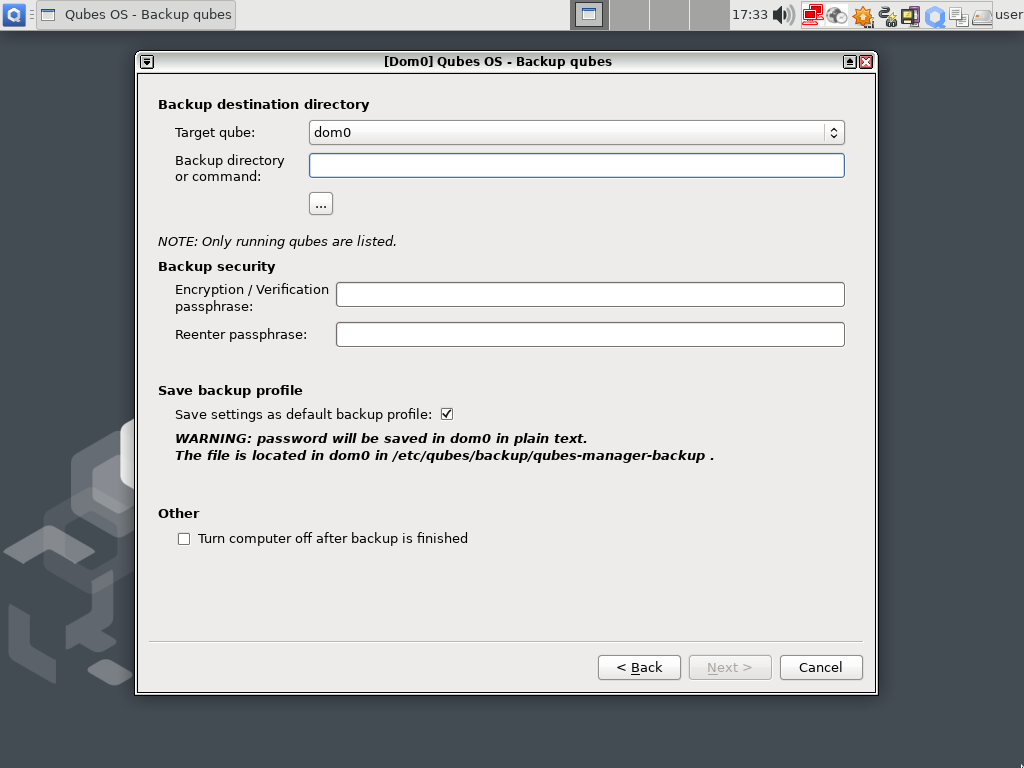 Qubes OS - Backup qubes
17:33
user
[Dom0] Qubes OS - Backup qubes
Backup destination directory
Target qube:
dom0
Backup directory
or command:
...
NOTE: Only running qubes are listed.
Backup security
Encryption / Verification
passphrase:
Reenter passphrase:
Save backup profile
Save settings as default backup profile:
WARNING: password will be saved in dom0 in plain text.
The file is located in dom0 in /etc/qubes/backup/qubes-manager-backup .
Other
Turn computer off after backup is finished
< Back
Next >
Cancel